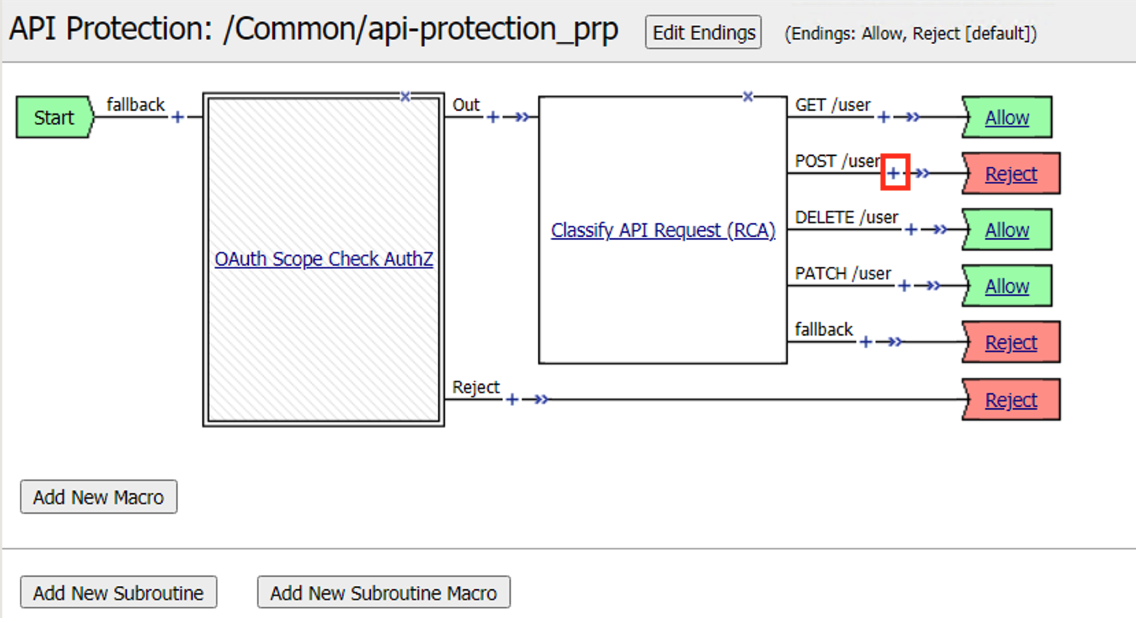 API Protection: /Common/api-protection_prp Edit Endings (Endings: Allow, Reject [default])
Start fallback + Out + GET /user + Allow
POST /user + Reject
OAuth Scope Check AuthZ Classify API Request (RCA) DELETE /user + Allow
PATCH /user + Allow
fallback + Reject
Reject + Reject
Add New Macro
Add New Subroutine Add New Subroutine Macro